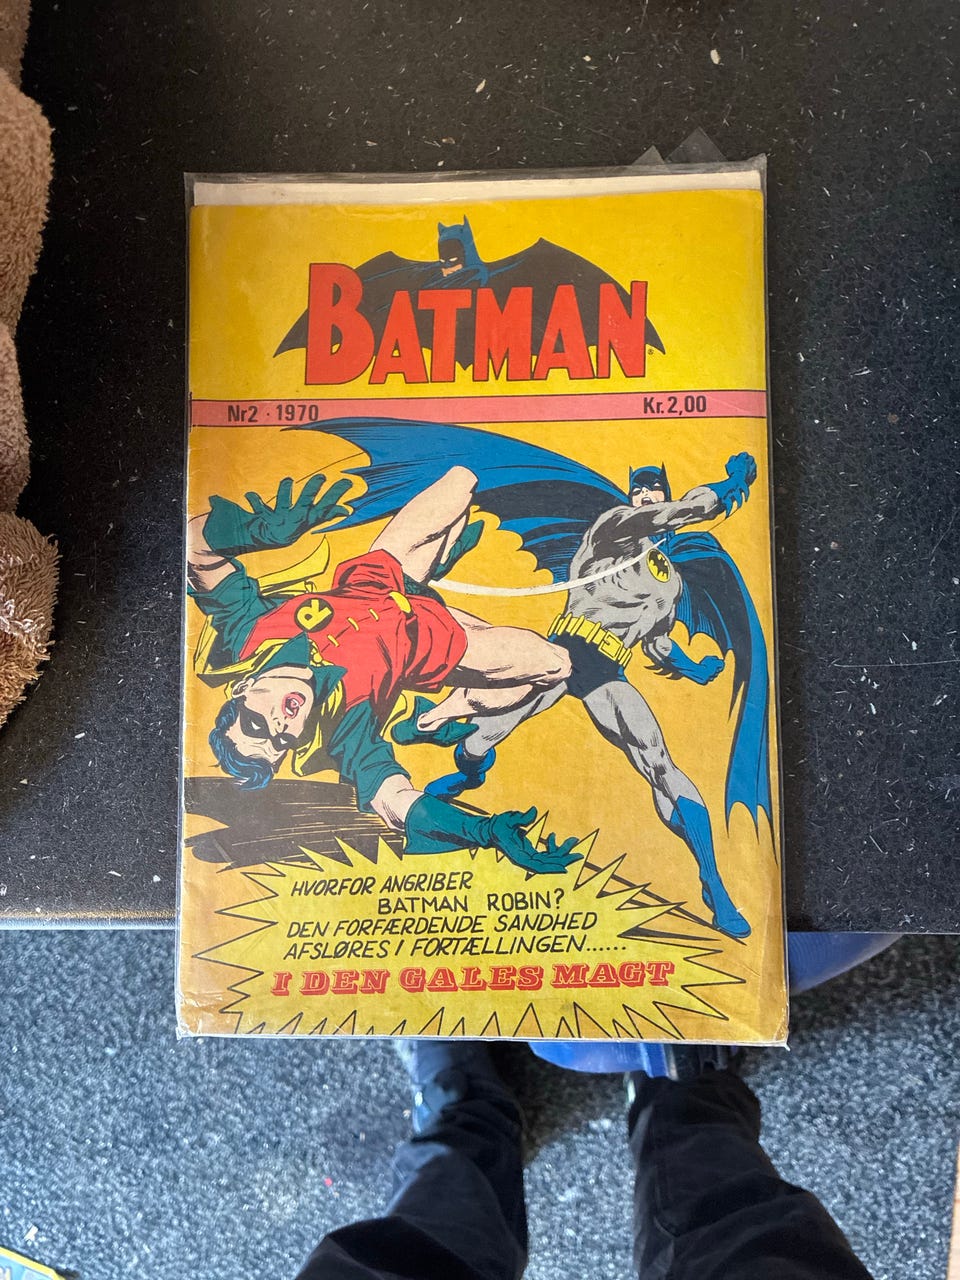 BATMAN
Nr2 · 1970 Kr. 2,00
R
HVORFOR ANGRIBER
BATMAN ROBIN?
DEN FORFÆRDENDE SANDHED
AFSLØRES I FORTÆLLINGEN......
I DEN GALES MAGT